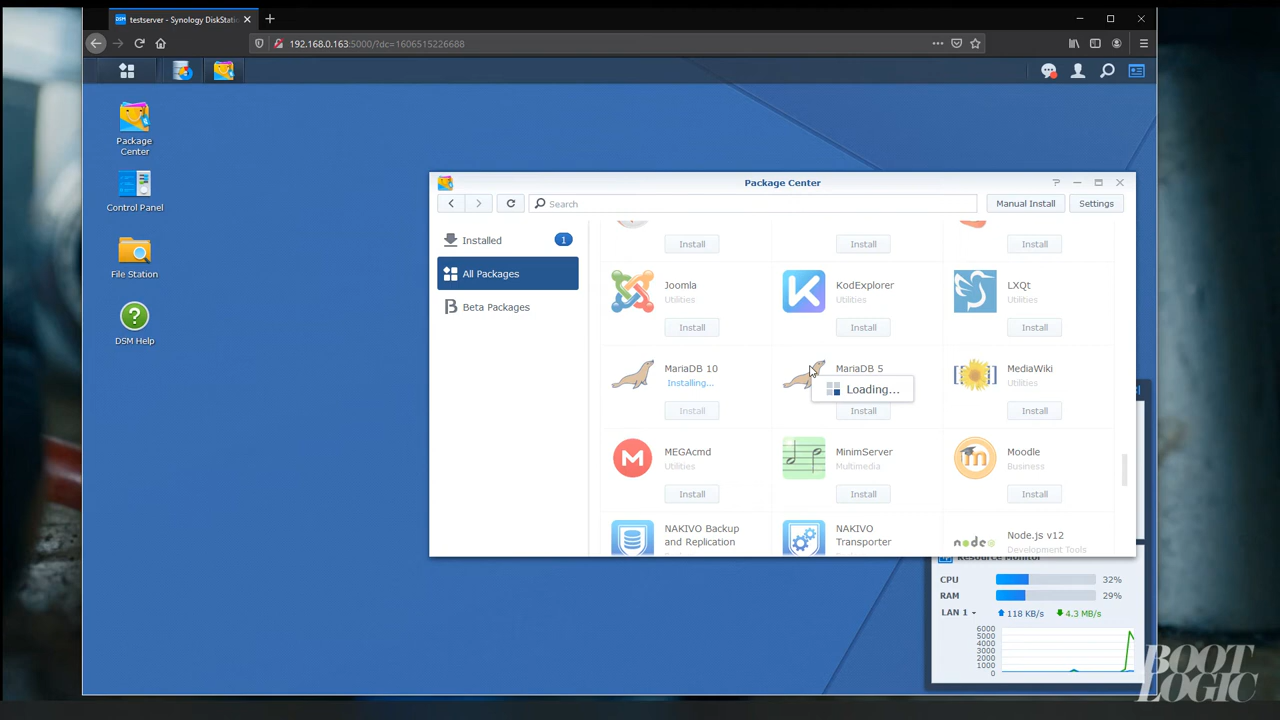 testserver - Synology DiskStatio
192.168.0.163:5000/?dc=1606515226688
Package
Center
Control Panel
File Station
DSM Help
Package Center
Search
Manual Install
Settings
Installed
1
All Packages
Beta Packages
Install
Install
Install
Joomla
Utilities
Install
KodExplorer
Utilities
Install
LXQt
Utilities
Install
MariaDB 10
Installing...
Install
MariaDB 5
Loading...
Install
MediaWiki
Utilities
Install
MEGAcmd
Utilities
Install
MinimServer
Multimedia
Install
Moodle
Business
Install
NAKIVO Backup
and Replication
NAKIVO
Transporter
Node.js v12
Development Tools
Resource Monitor
CPU
32%
RAM
29%
LAN 1
118 KB/s
4.3 MB/s
6000
5000
4000
3000
2000
1000
0
BOOT
LOGIC